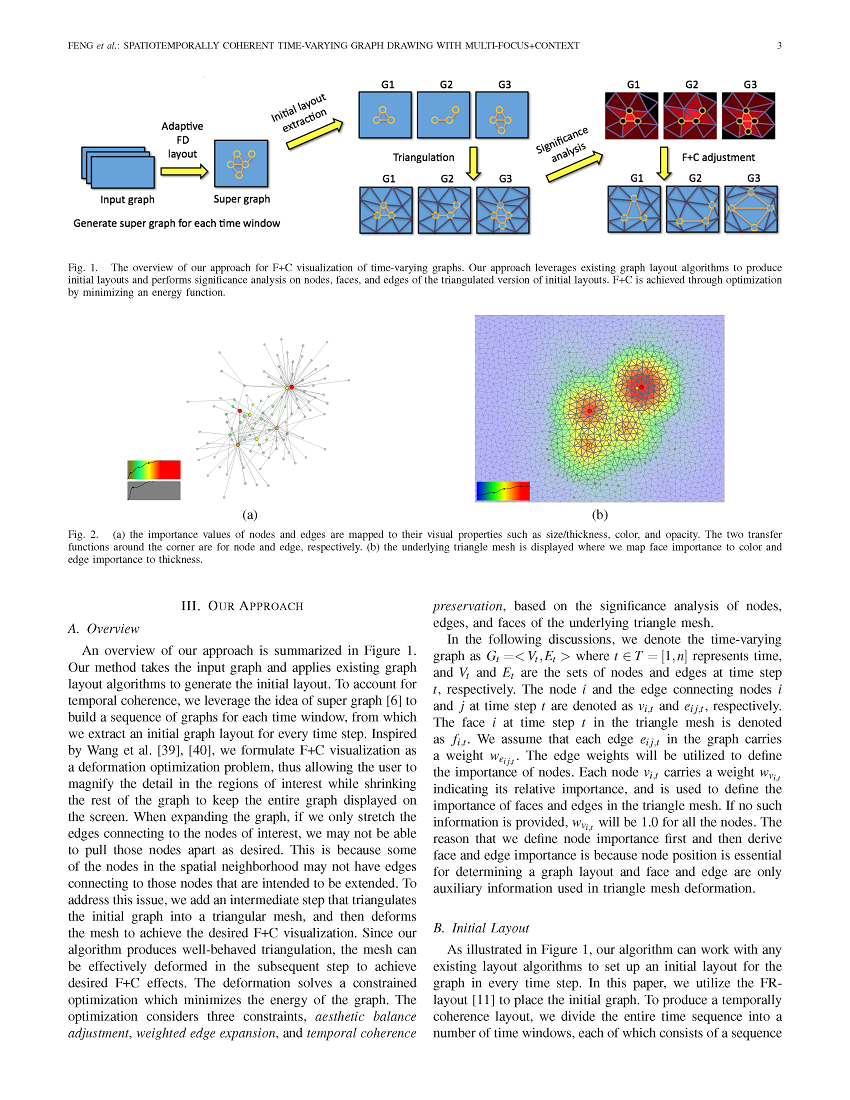 FENG et al.: SPATIOTEMPORALLY COHERENT TIME-VARYING GRAPH DRAWING WITH MULTI-FOCUS+CONTEXT 3
Input graph
Generate super graph for each time window
Adaptive
FD
layout
Super graph
Initial layout
extraction
G1 G2 G3
Triangulation
G1 G2 G3
Significance
analysis
G1 G2 G3
F+C adjustment
G1 G2 G3
Fig. 1. The overview of our approach for F+C visualization of time-varying graphs. Our approach leverages existing graph layout algorithms to produce
initial layouts and performs significance analysis on nodes, faces, and edges of the triangulated version of initial layouts. F+C is achieved through optimization
by minimizing an energy function.
(a) (b)
Fig. 2. (a) the importance values of nodes and edges are mapped to their visual properties such as size/thickness, color, and opacity. The two transfer
functions around the corner are for node and edge, respectively. (b) the underlying triangle mesh is displayed where we map face importance to color and
edge importance to thickness.
III. OUR APPROACH
A. Overview
An overview of our approach is summarized in Figure 1.
Our method takes the input graph and applies existing graph
layout algorithms to generate the initial layout. To account for
temporal coherence, we leverage the idea of super graph [6] to
build a sequence of graphs for each time window, from which
we extract an initial graph layout for every time step. Inspired
by Wang et al. [39], [40], we formulate F+C visualization as
a deformation optimization problem, thus allowing the user to
magnify the detail in the regions of interest while shrinking
the rest of the graph to keep the entire graph displayed on
the screen. When expanding the graph, if we only stretch the
edges connecting to the nodes of interest, we may not be able
to pull those nodes apart as desired. This is because some
of the nodes in the spatial neighborhood may not have edges
connecting to those nodes that are intended to be extended. To
address this issue, we add an intermediate step that triangulates
the initial graph into a triangular mesh, and then deforms
the mesh to achieve the desired F+C visualization. Since our
algorithm produces well-behaved triangulation, the mesh can
be effectively deformed in the subsequent step to achieve
desired F+C effects. The deformation solves a constrained
optimization which minimizes the energy of the graph. The
optimization considers three constraints, aesthetic balance
adjustment, weighted edge expansion, and temporal coherence
preservation, based on the significance analysis of nodes,
edges, and faces of the underlying triangle mesh.
In the following discussions, we denote the time-varying
graph as G_t =< V_t, E_t > where t ∈ T = [1, n] represents time,
and V_t and E_t are the sets of nodes and edges at time step
t, respectively. The node i and the edge connecting nodes i
and j at time step t are denoted as v_{i,t} and e_{ij,t}, respectively.
The face i at time step t in the triangle mesh is denoted
as f_{i,t}. We assume that each edge e_{ij,t} in the graph carries
a weight w_{e_{ij,t}}. The edge weights will be utilized to define
the importance of nodes. Each node v_{i,t} carries a weight w_{v_{i,t}}
indicating its relative importance, and is used to define the
importance of faces and edges in the triangle mesh. If no such
information is provided, w_{v_{i,t}} will be 1.0 for all the nodes. The
reason that we define node importance first and then derive
face and edge importance is because node position is essential
for determining a graph layout and face and edge are only
auxiliary information used in triangle mesh deformation.
B. Initial Layout
As illustrated in Figure 1, our algorithm can work with any
existing layout algorithms to set up an initial layout for the
graph in every time step. In this paper, we utilize the FR-
layout [11] to place the initial graph. To produce a temporally
coherence layout, we divide the entire time sequence into a
number of time windows, each of which consists of a sequence